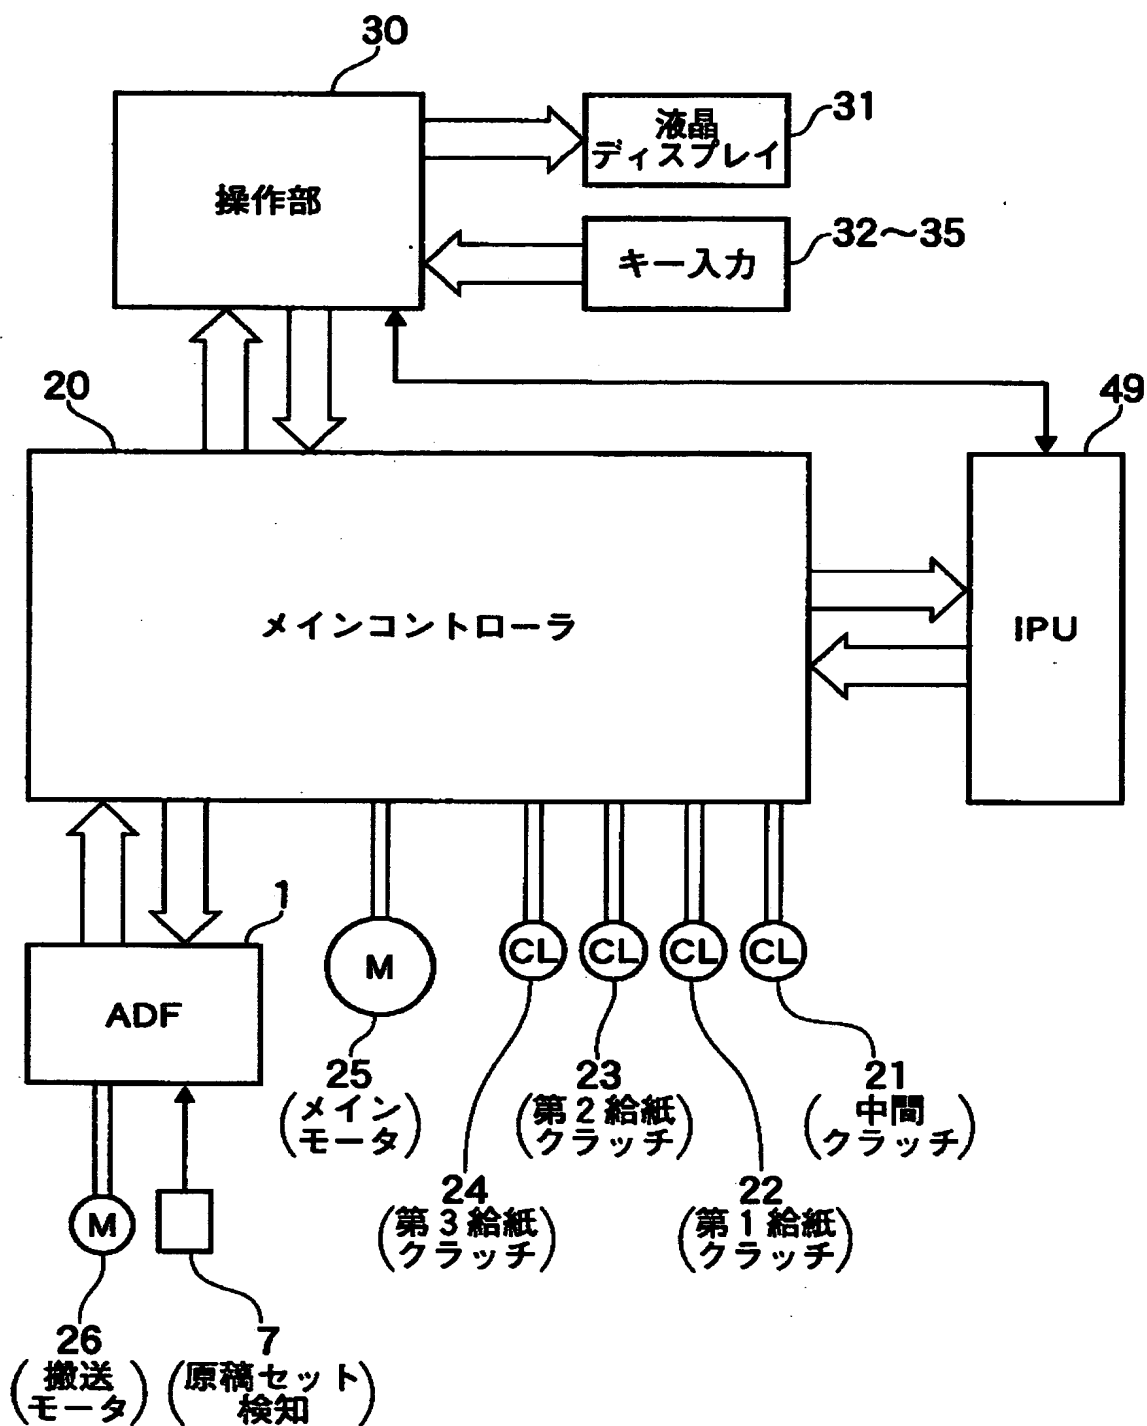 30
液晶
ディスプレイ
31
操作部
キー入力
32～35
20
49
メインコントローラ
IPU
1
ADF
M
CL
CL
CL
CL
25
(メイン
モータ)
23
(第2給紙
クラッチ)
21
(中間
クラッチ)
24
(第3給紙
クラッチ)
22
(第1給紙
クラッチ)
M
26
(搬送
モータ)
7
(原稿セット
検知)